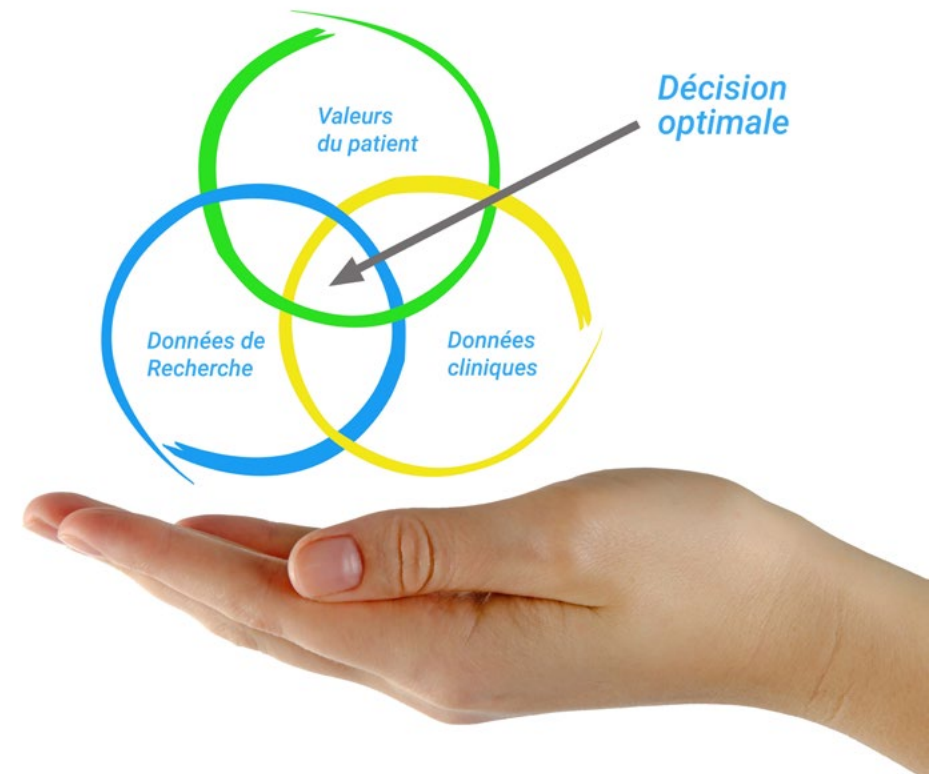 Décision
optimale
Valeurs
du patient
Données de
Recherche
Données
cliniques